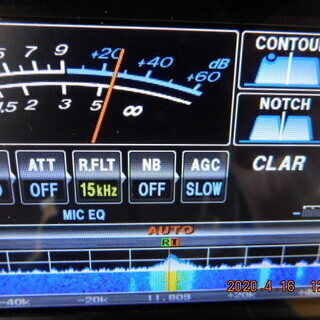 5 7 9 +20 +40 +60 dB
1.5 2 3 5 ∞
CONTOUR
NOTCH
ATT R.FLT NB AGC
OFF 15kHz OFF SLOW
CLAR
MIC EQ
AUTO
R T
2020.4.16
-40k -20k 11.809 +20k